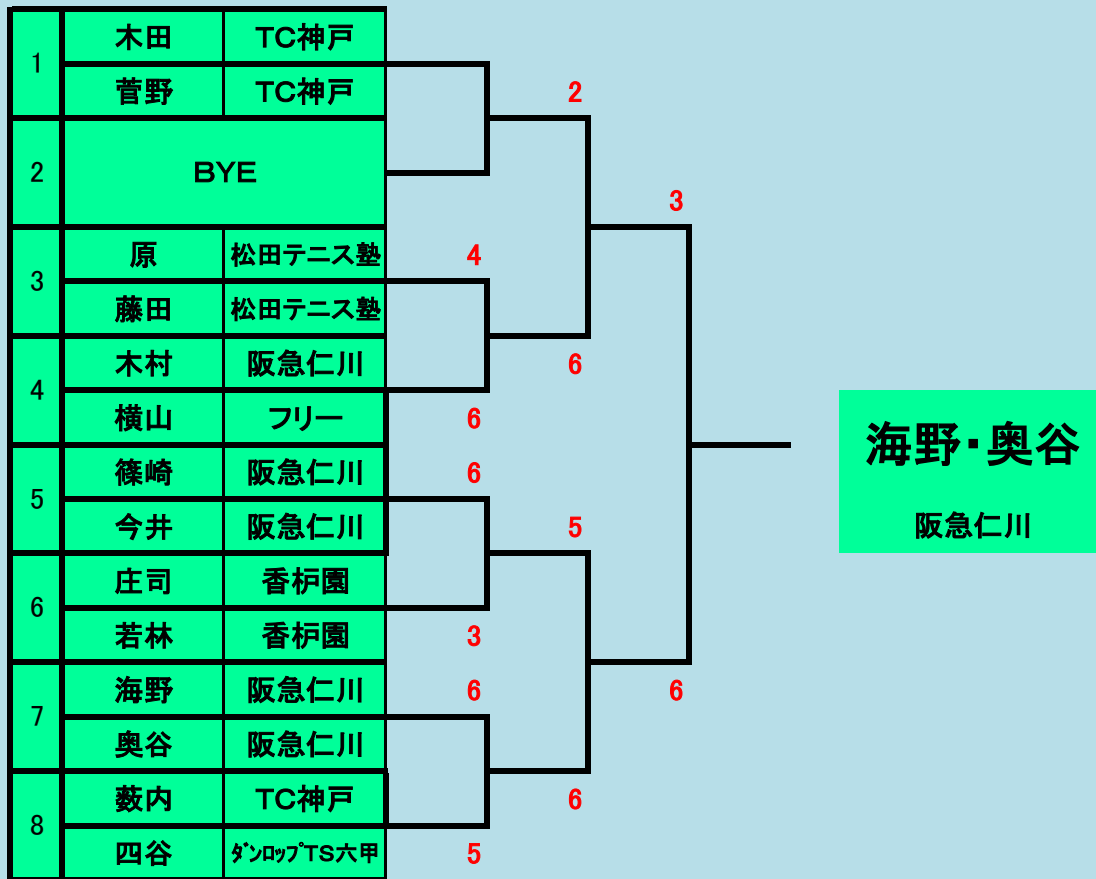 1
木田 TC神戸
菅野 TC神戸
2
2
BYE
3
3
原 松田テニス塾
4
藤田 松田テニス塾
4
木村 阪急仁川
6
横山 フリー
6
5
篠崎 阪急仁川
6
今井 阪急仁川
5
6
庄司 香枦園
若林 香枦園
3
7
海野 阪急仁川
6
6
奥谷 阪急仁川
8
薮内 TC神戸
6
四谷 ﾀﾞﾝﾛｯﾌﾟTS六甲
5
海野・奥谷
阪急仁川